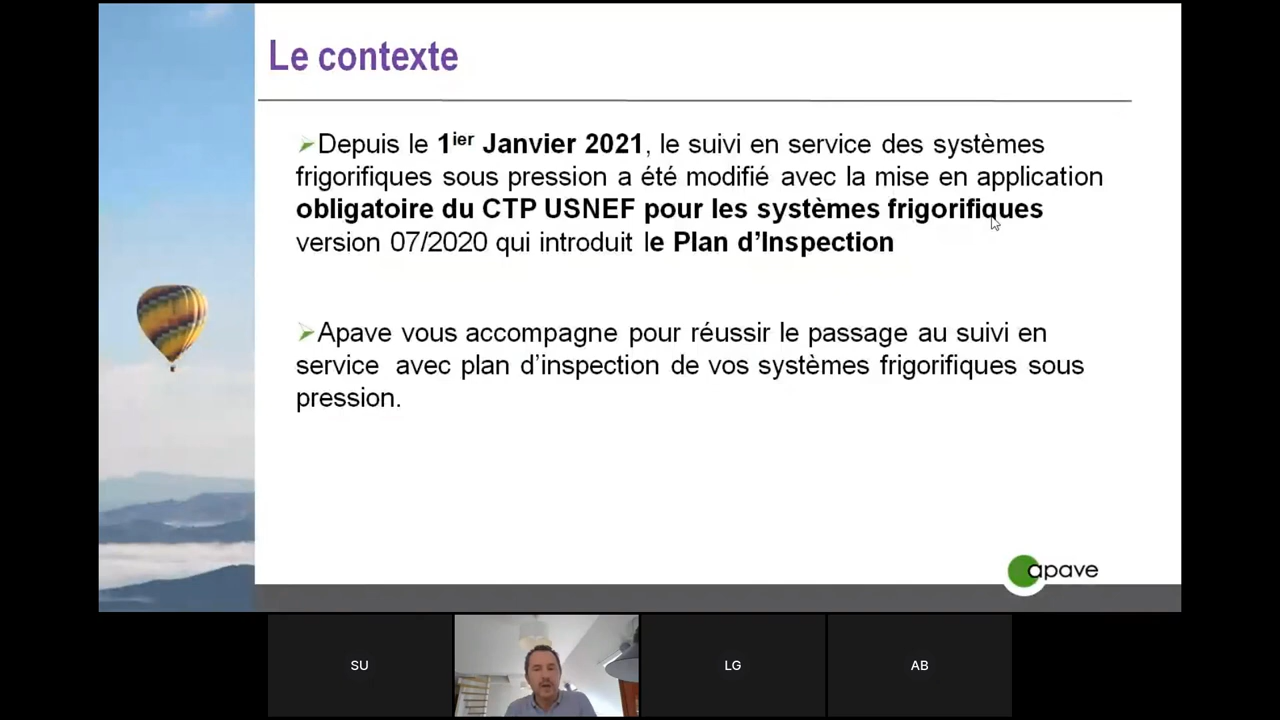 Le contexte
Depuis le 1ier Janvier 2021, le suivi en service des systèmes
frigorifiques sous pression a été modifié avec la mise en application
obligatoire du CTP USNEF pour les systèmes frigorifiques
version 07/2020 qui introduit le Plan d’Inspection
Apave vous accompagne pour réussir le passage au suivi en
service avec plan d’inspection de vos systèmes frigorifiques sous
pression.
apave
SU
LG
AB